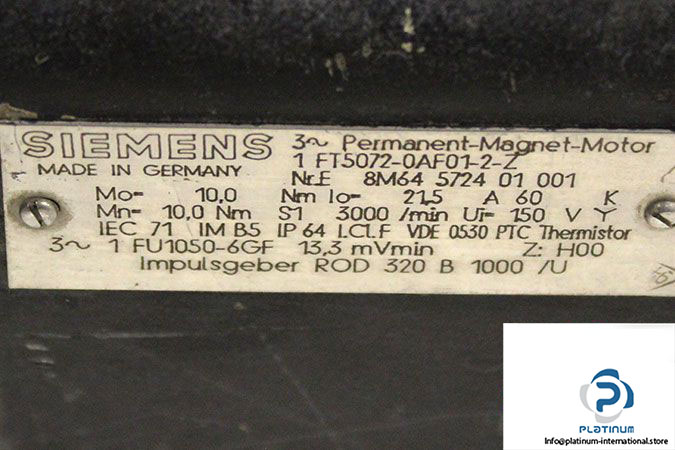 SIEMENS 3~ Permanent-Magnet-Motor
1 FT5072-0AF01-2-Z
MADE IN GERMANY Nr.E 8M64 5724 01 001
Mo= 10,0 Nm Io= 21,5 A 60 K
Mn= 10,0 Nm S1 3000 /min Ui= 150 V Y
IEC 71 IM B5 IP 64 I.Cl.F VDE 0530 PTC Thermistor
3~ 1 FU1050-6GF 13,3 mVmin Z: H00
Impulsgeber ROD 320 B 1000 /U
PLATINUM
Info@platinum-international.store